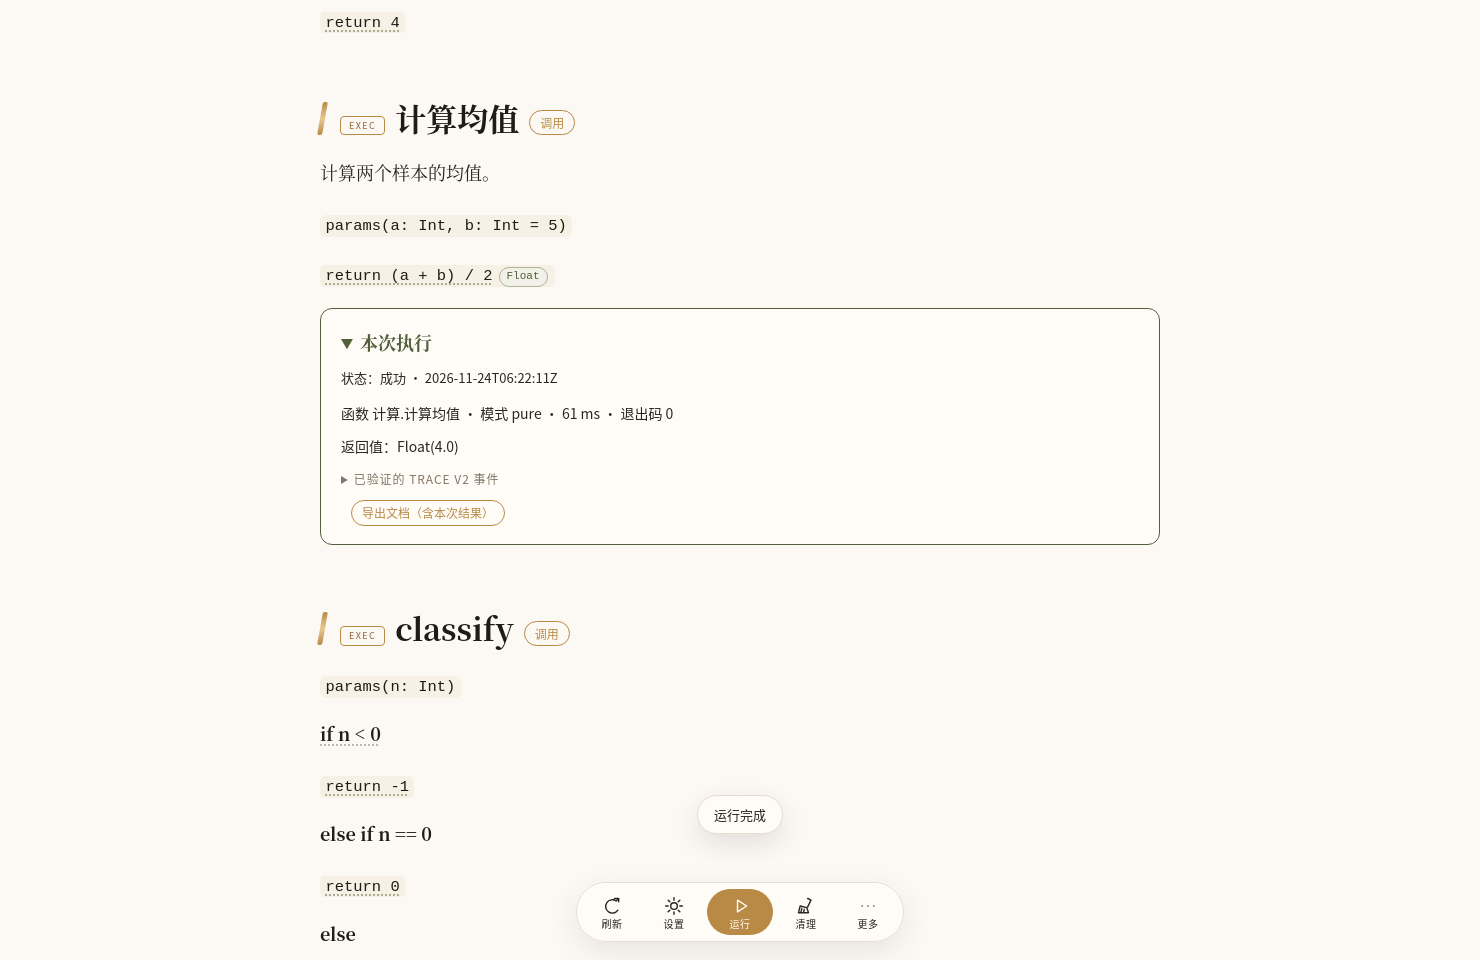 return 4
EXEC 计算均值 调用
计算两个样本的均值。
params(a: Int, b: Int = 5)
return (a + b) / 2 Float
▼ 本次执行
状态：成功 · 2026-11-24T06:22:11Z
函数 计算.计算均值 · 模式 pure · 61 ms · 退出码 0
返回值：Float(4.0)
▶ 已验证的 TRACE V2 事件
导出文档（含本次结果）
EXEC classify 调用
params(n: Int)
if n < 0
return -1
else if n == 0
return 0
else
运行完成
刷新 设置 运行 清理 更多